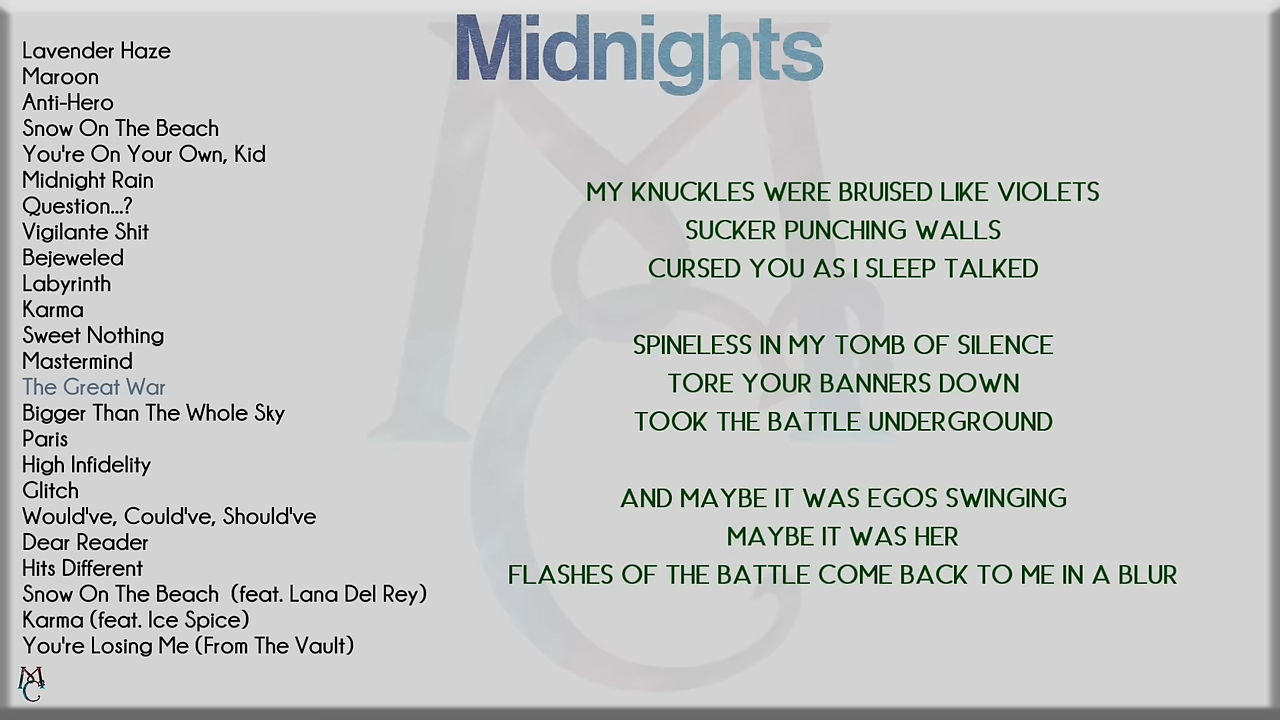 Midnights
Lavender Haze
Maroon
Anti-Hero
Snow On The Beach
You're On Your Own, Kid
Midnight Rain
Question...?
Vigilante Shit
Bejeweled
Labyrinth
Karma
Sweet Nothing
Mastermind
The Great War
Bigger Than The Whole Sky
Paris
High Infidelity
Glitch
Would've, Could've, Should've
Dear Reader
Hits Different
Snow On The Beach (feat. Lana Del Rey)
Karma (feat. Ice Spice)
You're Losing Me (From The Vault)
MY KNUCKLES WERE BRUISED LIKE VIOLETS
SUCKER PUNCHING WALLS
CURSED YOU AS I SLEEP TALKED
SPINELESS IN MY TOMB OF SILENCE
TORE YOUR BANNERS DOWN
TOOK THE BATTLE UNDERGROUND
AND MAYBE IT WAS EGOS SWINGING
MAYBE IT WAS HER
FLASHES OF THE BATTLE COME BACK TO ME IN A BLUR